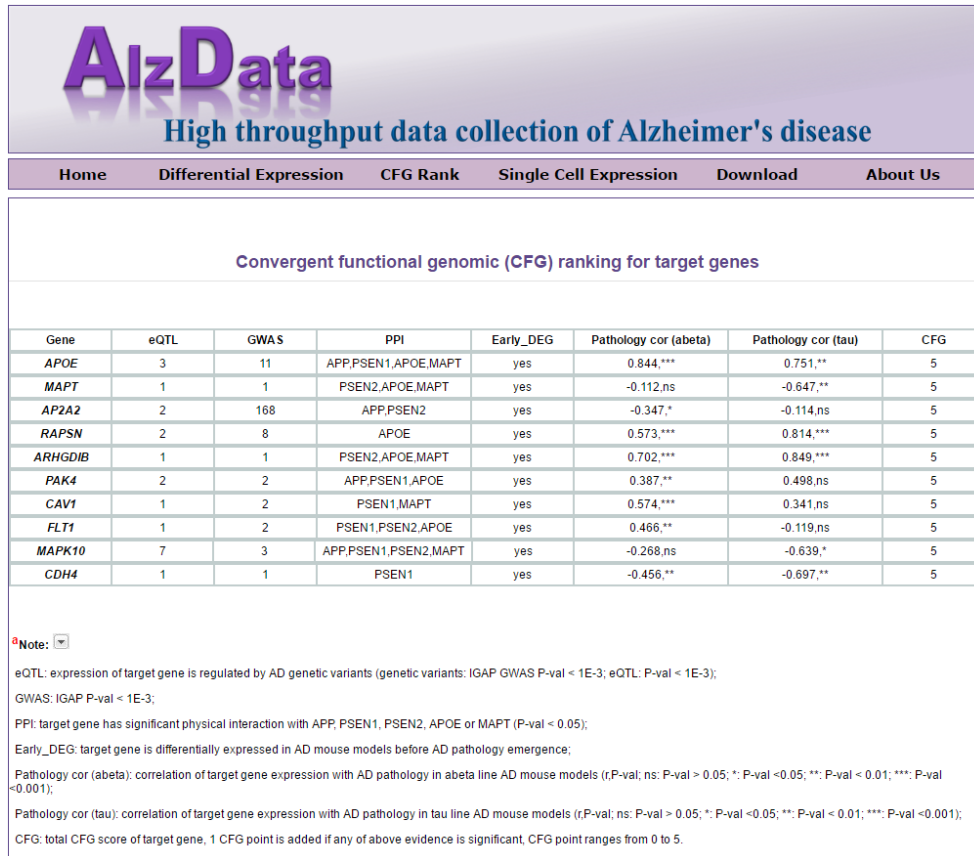 AlzData
High throughput data collection of Alzheimer's disease
Home Differential Expression CFG Rank Single Cell Expression Download About Us
Convergent functional genomic (CFG) ranking for target genes
Gene eQTL GWAS PPI Early_DEG Pathology cor (abeta) Pathology cor (tau) CFG
APOE 3 11 APP,PSEN1,APOE,MAPT yes 0.844,*** 0.751,** 5
MAPT 1 1 PSEN2,APOE,MAPT yes -0.112,ns -0.647,** 5
AP2A2 2 168 APP,PSEN2 yes -0.347,* -0.114,ns 5
RAPSN 2 8 APOE yes 0.573,*** 0.814,*** 5
ARHGDIB 1 1 PSEN2,APOE,MAPT yes 0.702,*** 0.849,*** 5
PAK4 2 2 APP,PSEN1,APOE yes 0.387,** 0.498,ns 5
CAV1 1 2 PSEN1,MAPT yes 0.574,*** 0.341,ns 5
FLT1 1 2 PSEN1,PSEN2,APOE yes 0.466,** -0.119,ns 5
MAPK10 7 3 APP,PSEN1,PSEN2,MAPT yes -0.268,ns -0.639,* 5
CDH4 1 1 PSEN1 yes -0.456,** -0.697,** 5
aNote:
eQTL: expression of target gene is regulated by AD genetic variants (genetic variants: IGAP GWAS P-val < 1E-3; eQTL: P-val < 1E-3);
GWAS: IGAP P-val < 1E-3;
PPI: target gene has significant physical interaction with APP, PSEN1, PSEN2, APOE or MAPT (P-val < 0.05);
Early_DEG: target gene is differentially expressed in AD mouse models before AD pathology emergence;
Pathology cor (abeta): correlation of target gene expression with AD pathology in abeta line AD mouse models (r,P-val; ns: P-val > 0.05; *: P-val <0.05; **: P-val < 0.01; ***: P-val
<0.001);
Pathology cor (tau): correlation of target gene expression with AD pathology in tau line AD mouse models (r,P-val; ns: P-val > 0.05; *: P-val <0.05; **: P-val < 0.01; ***: P-val <0.001);
CFG: total CFG score of target gene, 1 CFG point is added if any of above evidence is significant, CFG point ranges from 0 to 5.